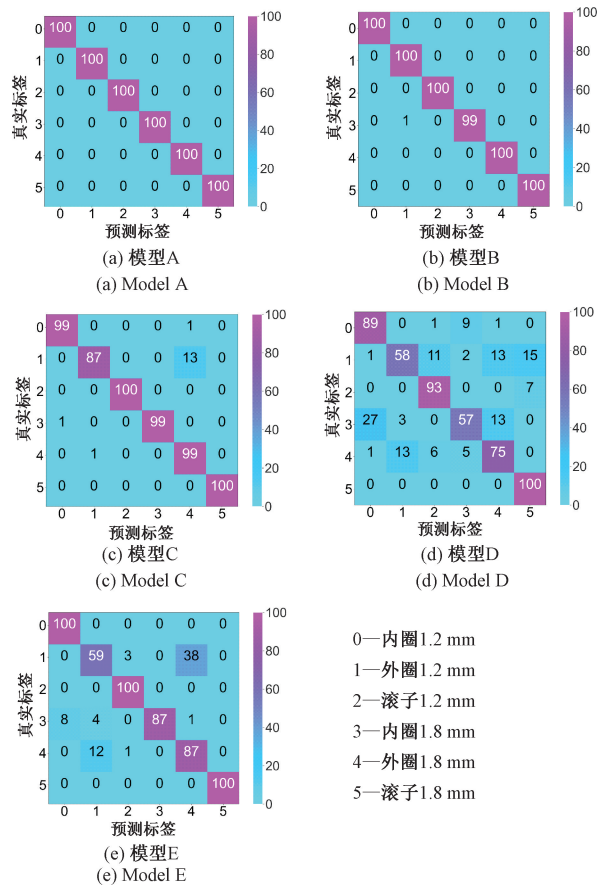 0 100 0 0 0 0 0 100
1 0 100 0 0 0 0 80
2 0 0 100 0 0 0 60
3 0 0 0 100 0 0 40
4 0 0 0 0 100 0 20
5 0 0 0 0 0 100 0
0 1 2 3 4 5
真实标签
预测标签
(a) 模型A
(a) Model A
0 100 0 0 0 0 0 100
1 0 100 0 0 0 0 80
2 0 0 100 0 0 0 60
3 0 1 0 99 0 0 40
4 0 0 0 0 100 0 20
5 0 0 0 0 0 100 0
0 1 2 3 4 5
真实标签
预测标签
(b) 模型B
(b) Model B
0 99 0 0 0 1 0 100
1 0 87 0 0 13 0 80
2 0 0 100 0 0 0 60
3 1 0 0 99 0 0 40
4 0 1 0 0 99 0 20
5 0 0 0 0 0 100 0
0 1 2 3 4 5
真实标签
预测标签
(c) 模型C
(c) Model C
0 89 0 1 9 1 0 100
1 1 58 11 2 13 15 80
2 0 0 93 0 0 7 60
3 27 3 0 57 13 0 40
4 1 13 6 5 75 0 20
5 0 0 0 0 0 100 0
0 1 2 3 4 5
真实标签
预测标签
(d) 模型D
(d) Model D
0 100 0 0 0 0 0 100
1 0 59 3 0 38 0 80
2 0 0 100 0 0 0 60
3 8 4 0 87 1 0 40
4 0 12 1 0 87 0 20
5 0 0 0 0 0 100 0
0 1 2 3 4 5
真实标签
预测标签
(e) 模型E
(e) Model E
0—内圈1.2 mm
1—外圈1.2 mm
2—滚子1.2 mm
3—内圈1.8 mm
4—外圈1.8 mm
5—滚子1.8 mm